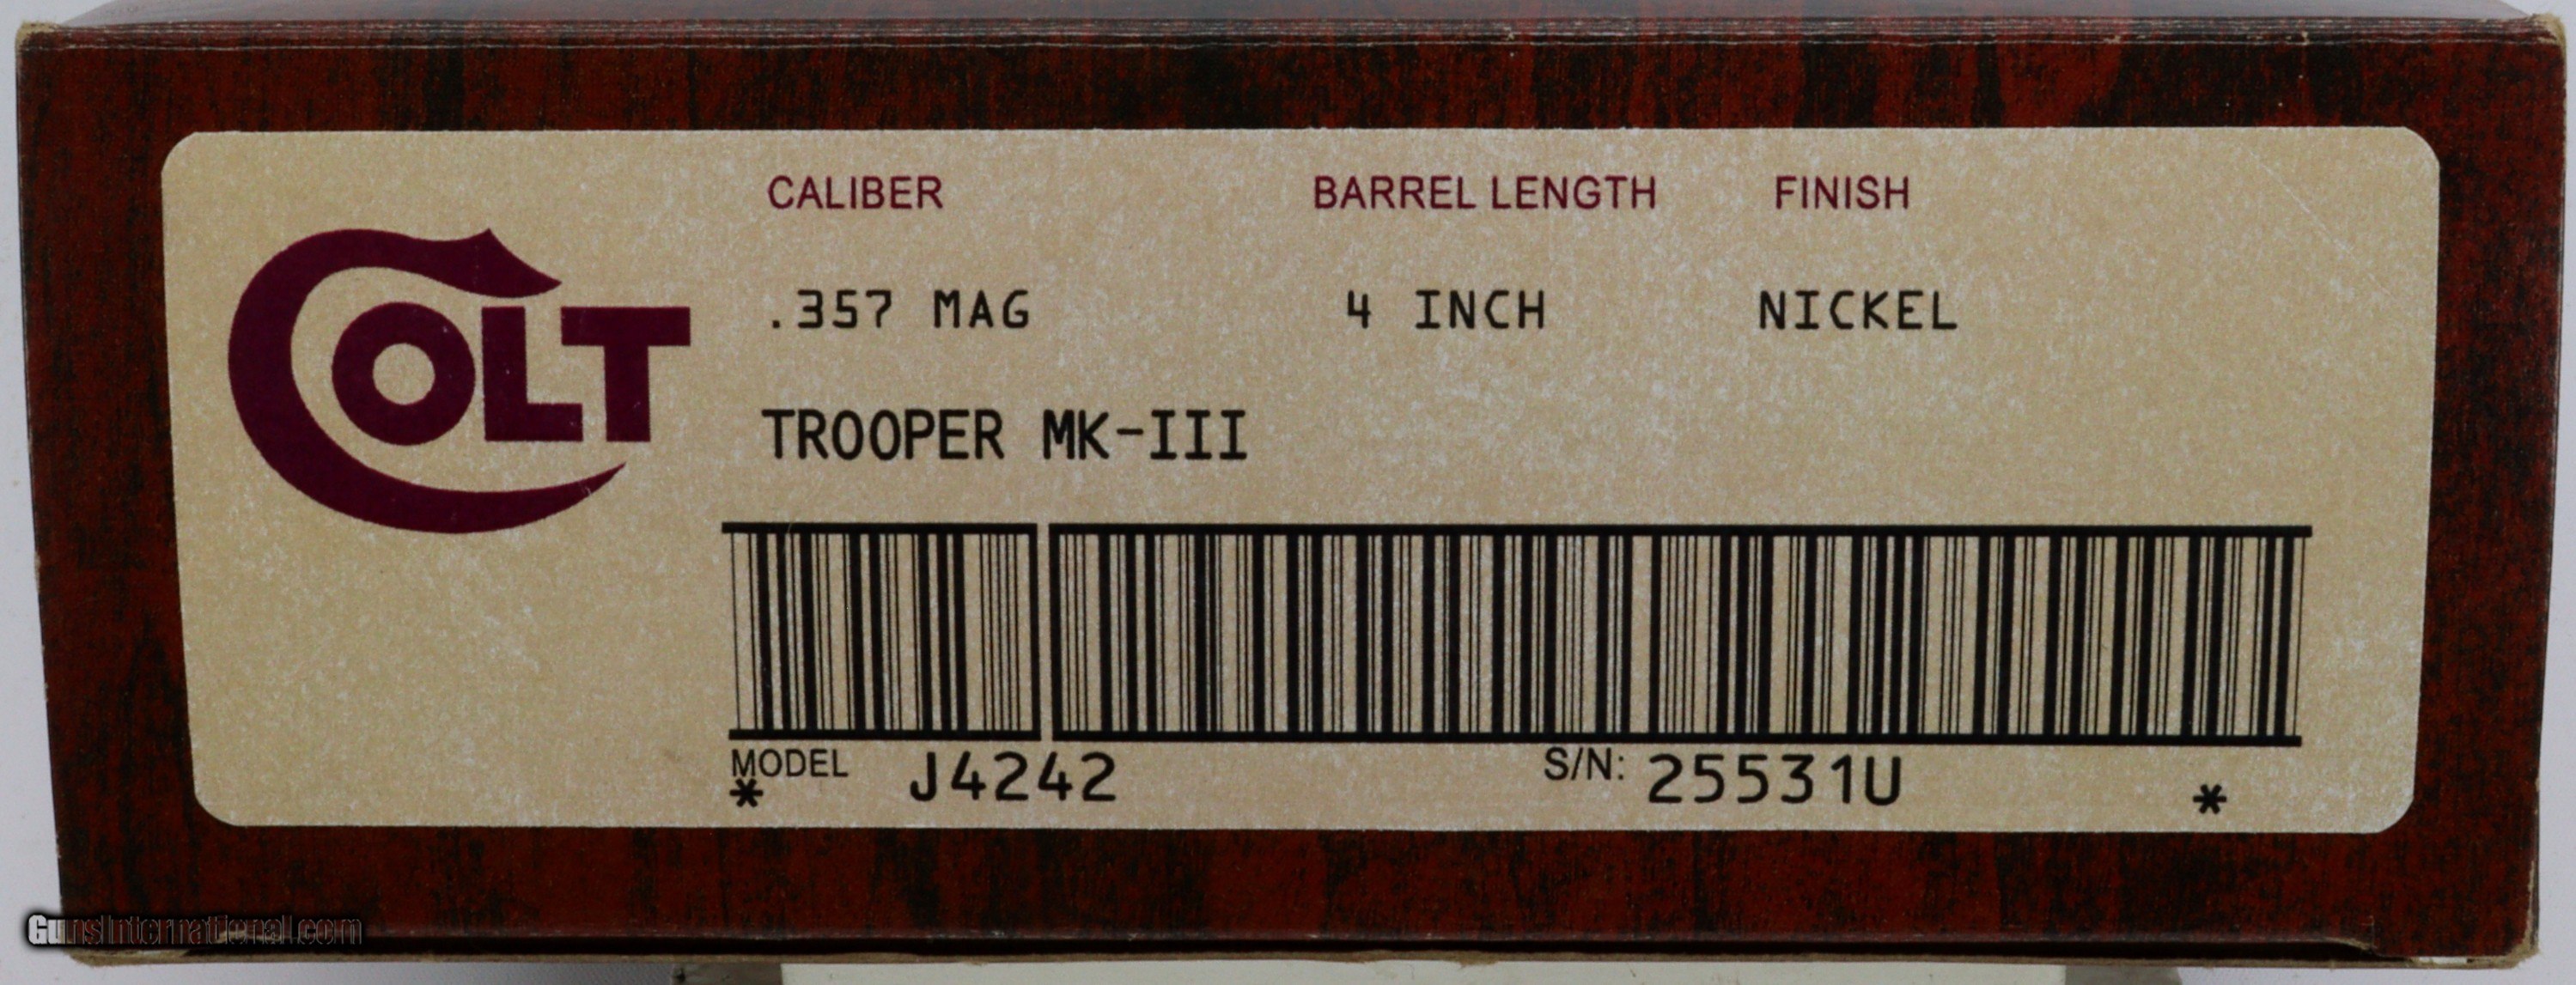 COLT
CALIBER BARREL LENGTH FINISH
.357 MAG 4 INCH NICKEL
TROOPER MK-III
MODEL J4242 S/N: 25531U
* *
GunsInternational.com